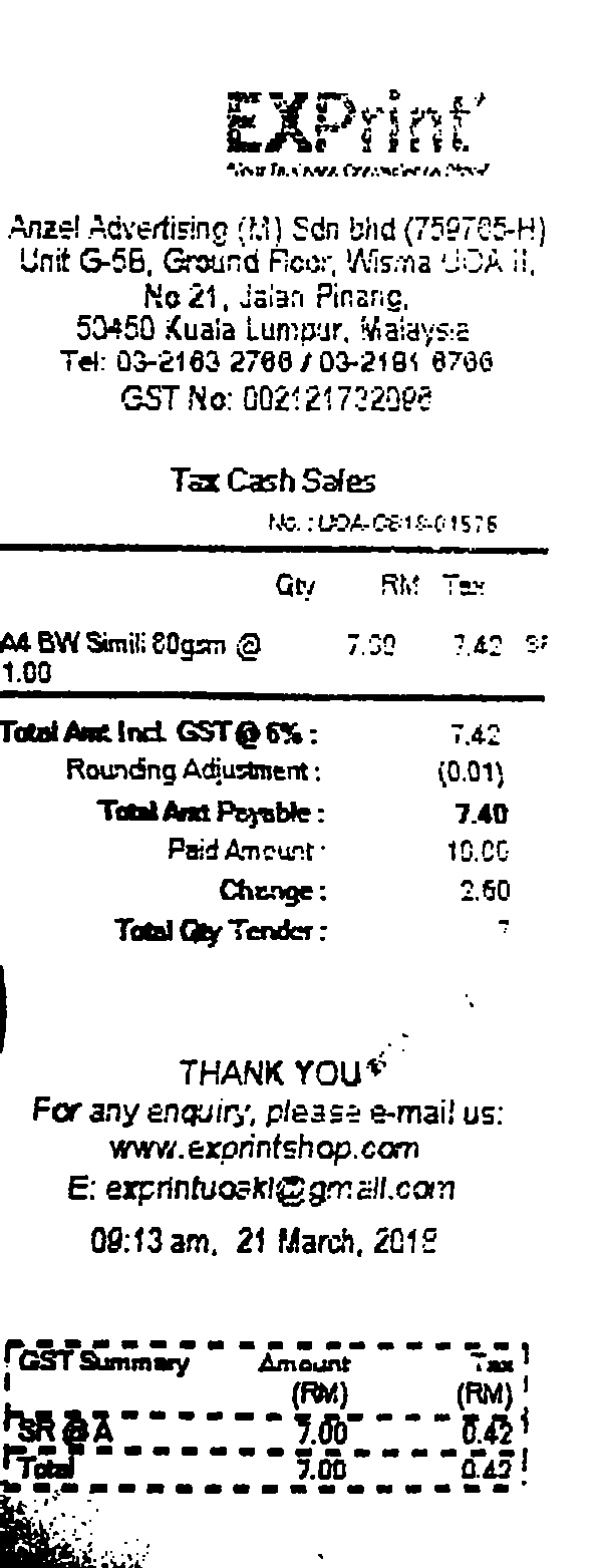 EXPrint
Anzel Advertising (M) Sdn bhd (759765-H)
Unit G-5B, Ground Floor, Wisma UOA II,
No 21, Jalan Pinang,
50450 Kuala Lumpur, Malaysia
Tel: 03-2163 2766 / 03-2181 6766
GST No: 002121732096
Tax Cash Sales
No. : UOA-CS18-01576
Qty RM Tax
A4 BW Simili 80gsm @ 7.00 7.42 SR
1.00
Total Amt Incl. GST @ 6% : 7.42
Rounding Adjustment : (0.01)
Total Amt Payable : 7.40
Paid Amount : 10.00
Change : 2.60
Total Qty Tender : 7
THANK YOU
For any enquiry, please e-mail us:
www.exprintshop.com
E: exprintuoakl@gmail.com
09:13 am, 21 March, 2018
GST Summary Amount Tax
(RM) (RM)
SR @ A 7.00 0.42
Total 7.00 0.42